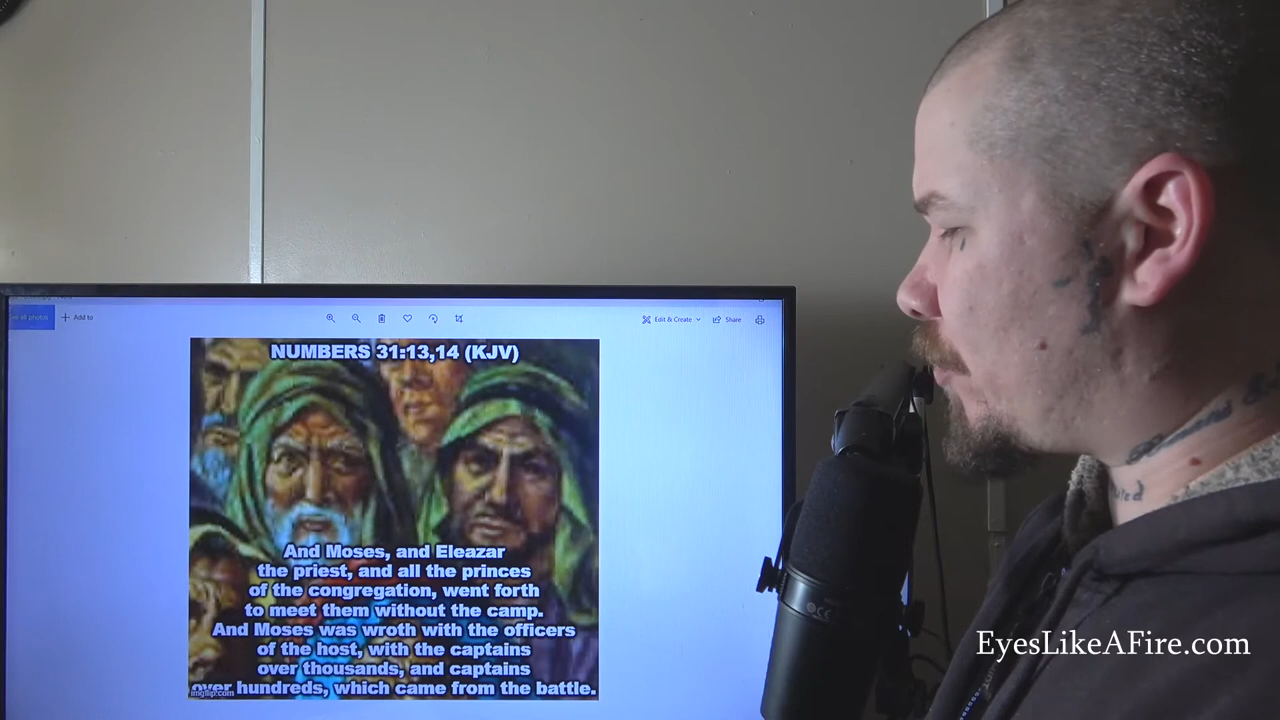 Add to
Edit & Create
Share
NUMBERS 31:13,14 (KJV)
And Moses, and Eleazar
the priest, and all the princes
of the congregation, went forth
to meet them without the camp.
And Moses was wroth with the officers
of the host, with the captains
over thousands, and captains
over hundreds, which came from the battle.
imgflip.com
EyesLikeAFire.com